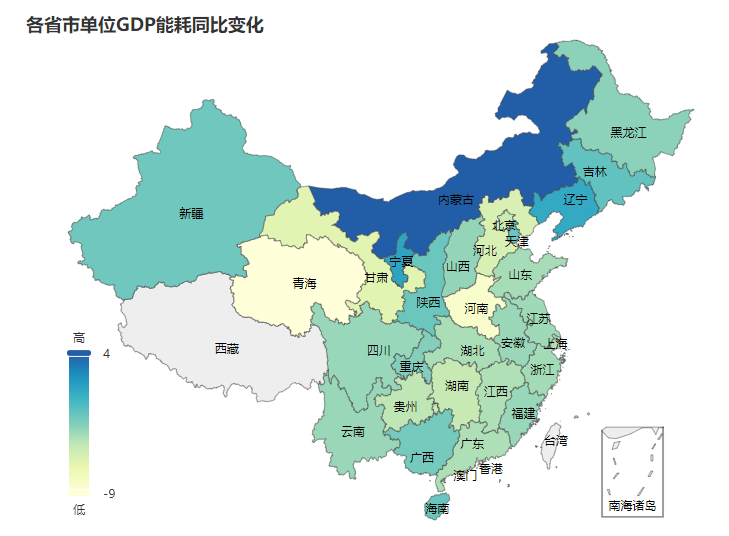 各省市单位GDP能耗同比变化
黑龙江
吉林
新疆
内蒙古
辽宁
北京
天津
河北
宁夏
山西
山东
甘肃
青海
陕西
河南
江苏
高
4
西藏
四川
湖北
安徽
上海
重庆
浙江
湖南
江西
贵州
福建
云南
广东
台湾
广西
香港
澳门
-9
低
海南
南海诸岛